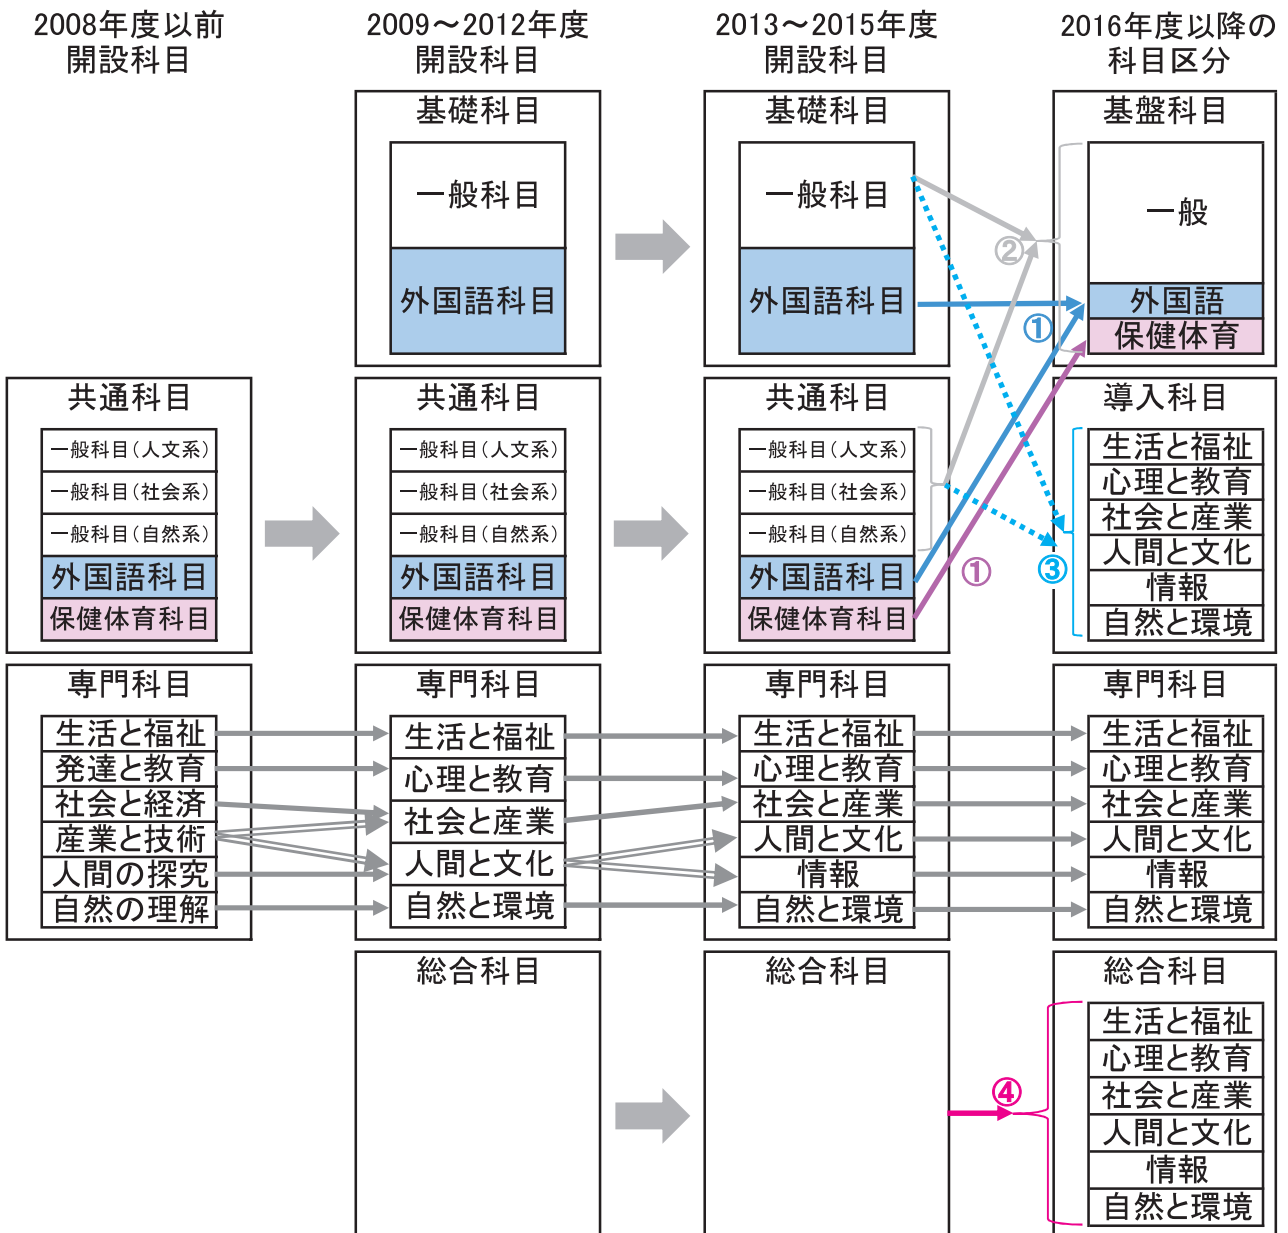 2008年度以前
開設科目
2009～2012年度
開設科目
2013～2015年度
開設科目
2016年度以降の
科目区分
基礎科目
一般科目
外国語科目
基礎科目
一般科目
外国語科目
基盤科目
一般
外国語
保健体育
②
①
共通科目
一般科目(人文系)
一般科目(社会系)
一般科目(自然系)
外国語科目
保健体育科目
共通科目
一般科目(人文系)
一般科目(社会系)
一般科目(自然系)
外国語科目
保健体育科目
共通科目
一般科目(人文系)
一般科目(社会系)
一般科目(自然系)
外国語科目
保健体育科目
①
③
導入科目
生活と福祉
心理と教育
社会と産業
人間と文化
情報
自然と環境
専門科目
生活と福祉
発達と教育
社会と経済
産業と技術
人間の探究
自然の理解
専門科目
生活と福祉
心理と教育
社会と産業
人間と文化
自然と環境
専門科目
生活と福祉
心理と教育
社会と産業
人間と文化
情報
自然と環境
専門科目
生活と福祉
心理と教育
社会と産業
人間と文化
情報
自然と環境
総合科目
総合科目
④
総合科目
生活と福祉
心理と教育
社会と産業
人間と文化
情報
自然と環境